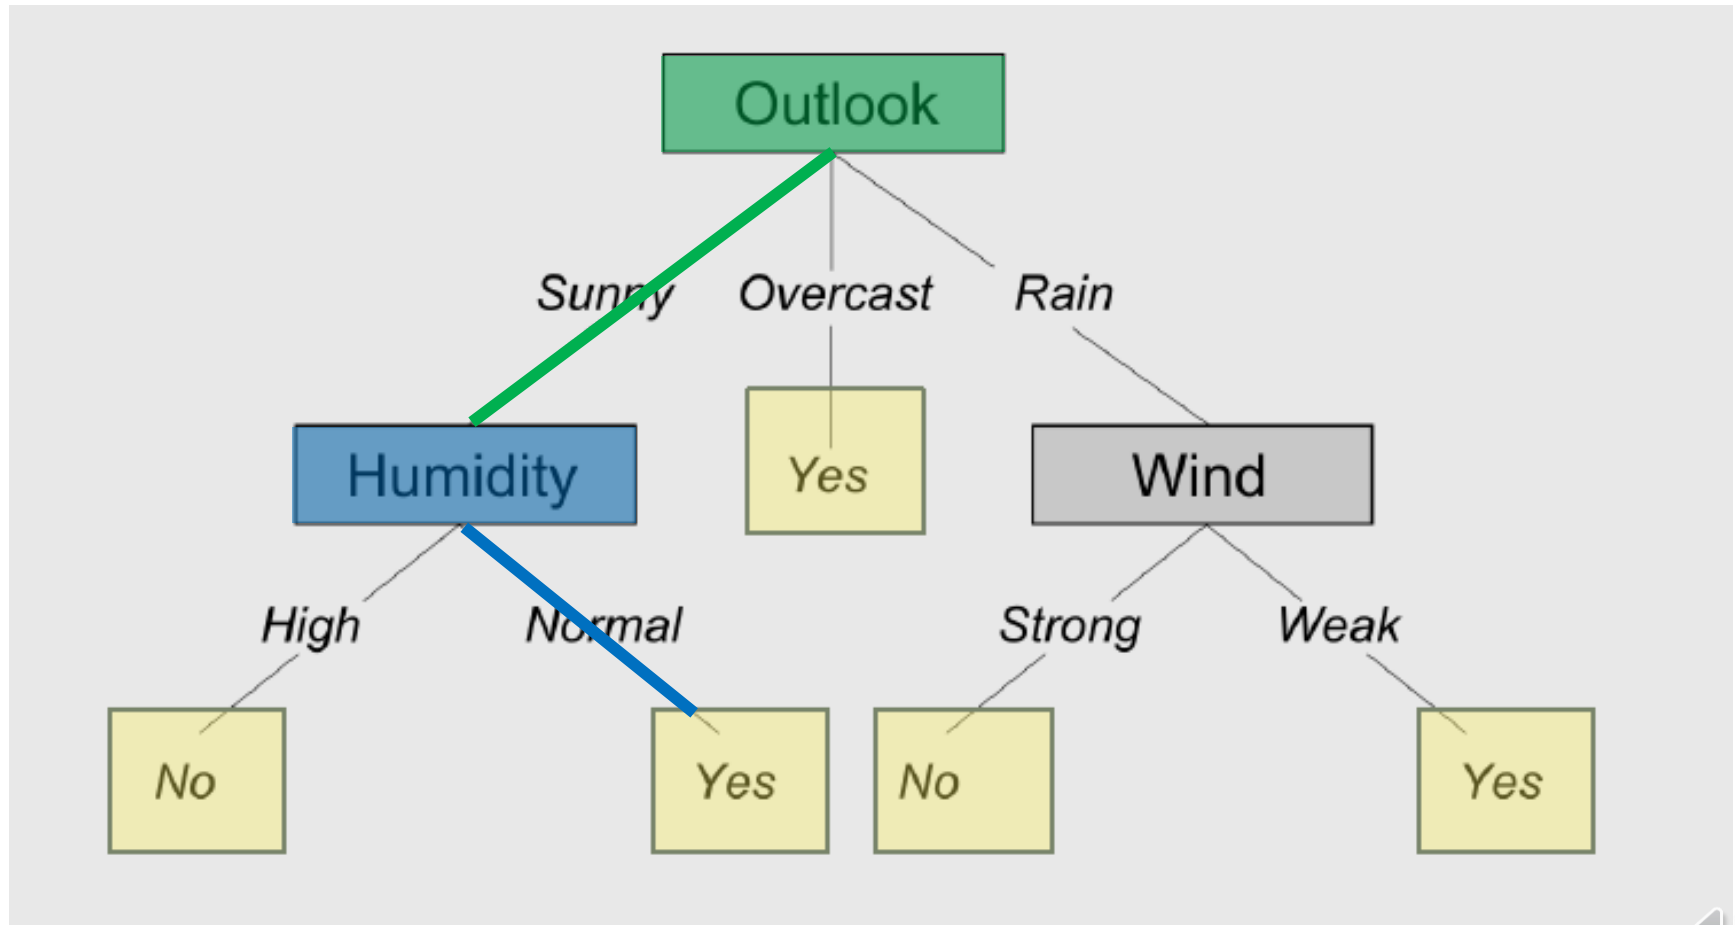 Outlook
Sunny Overcast Rain
Humidity Yes Wind
High Normal Strong Weak
No Yes No Yes